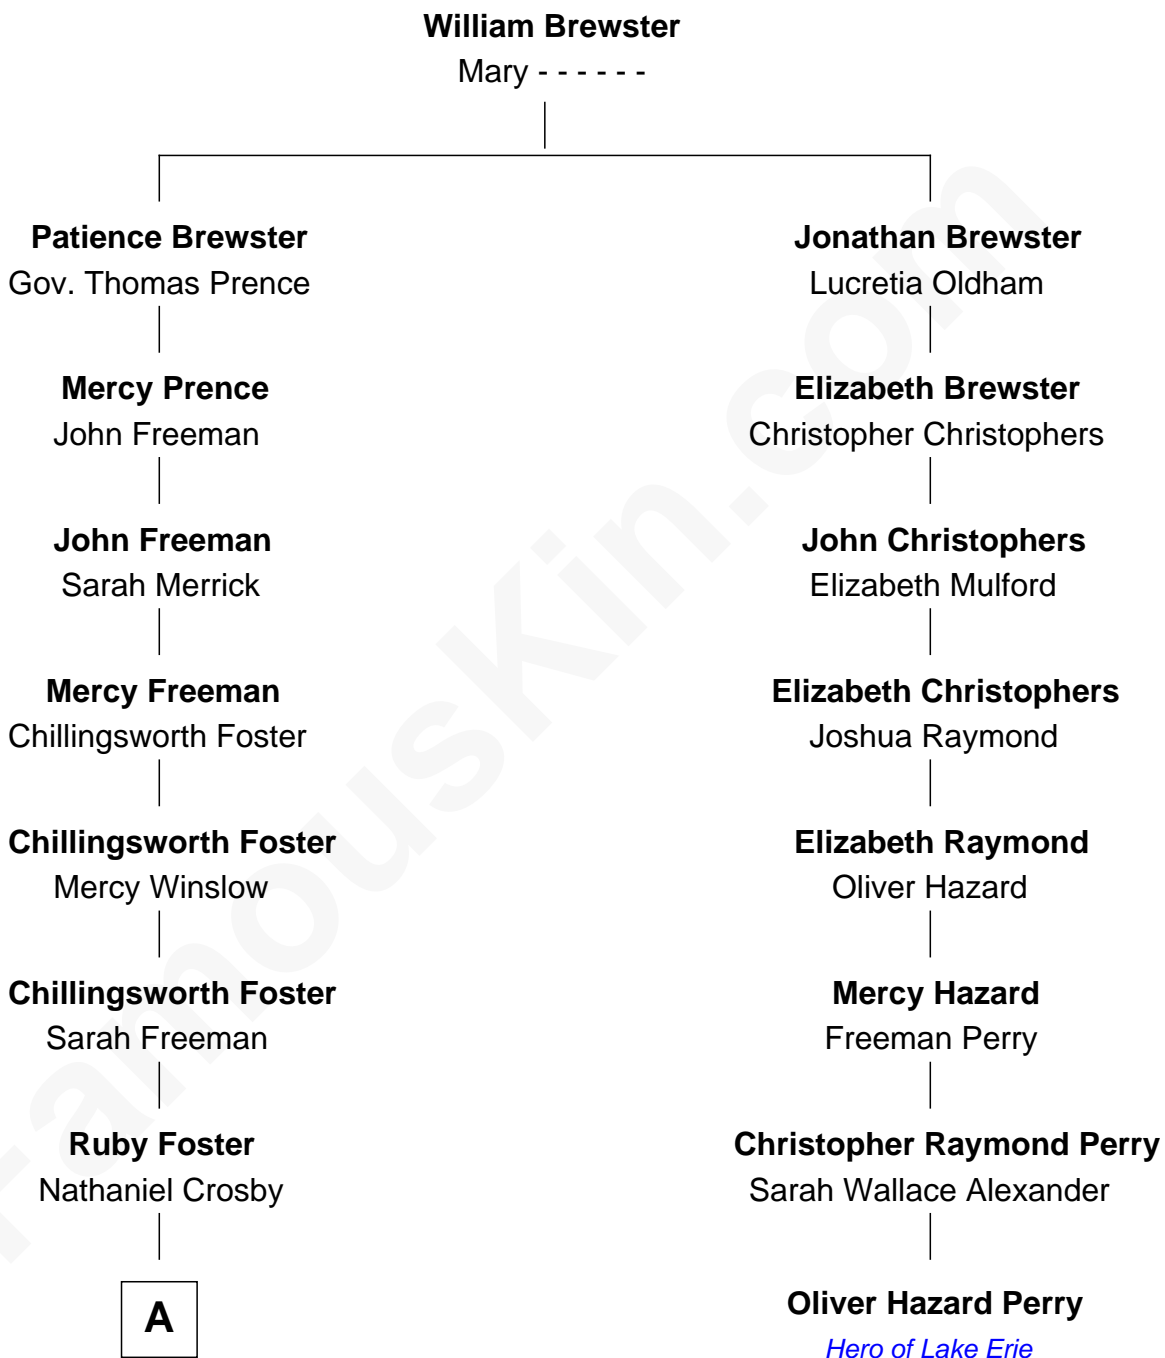 William Brewster
Mary - - - - - -
Patience Brewster
Gov. Thomas Prence
Jonathan Brewster
Lucretia Oldham
Mercy Prence
John Freeman
Elizabeth Brewster
Christopher Christophers
John Freeman
Sarah Merrick
John Christophers
Elizabeth Mulford
Mercy Freeman
Chillingsworth Foster
Elizabeth Christophers
Joshua Raymond
Chillingsworth Foster
Mercy Winslow
Elizabeth Raymond
Oliver Hazard
Chillingsworth Foster
Sarah Freeman
Mercy Hazard
Freeman Perry
Ruby Foster
Nathaniel Crosby
Christopher Raymond Perry
Sarah Wallace Alexander
A
Oliver Hazard Perry
Hero of Lake Erie
FamousKin.com